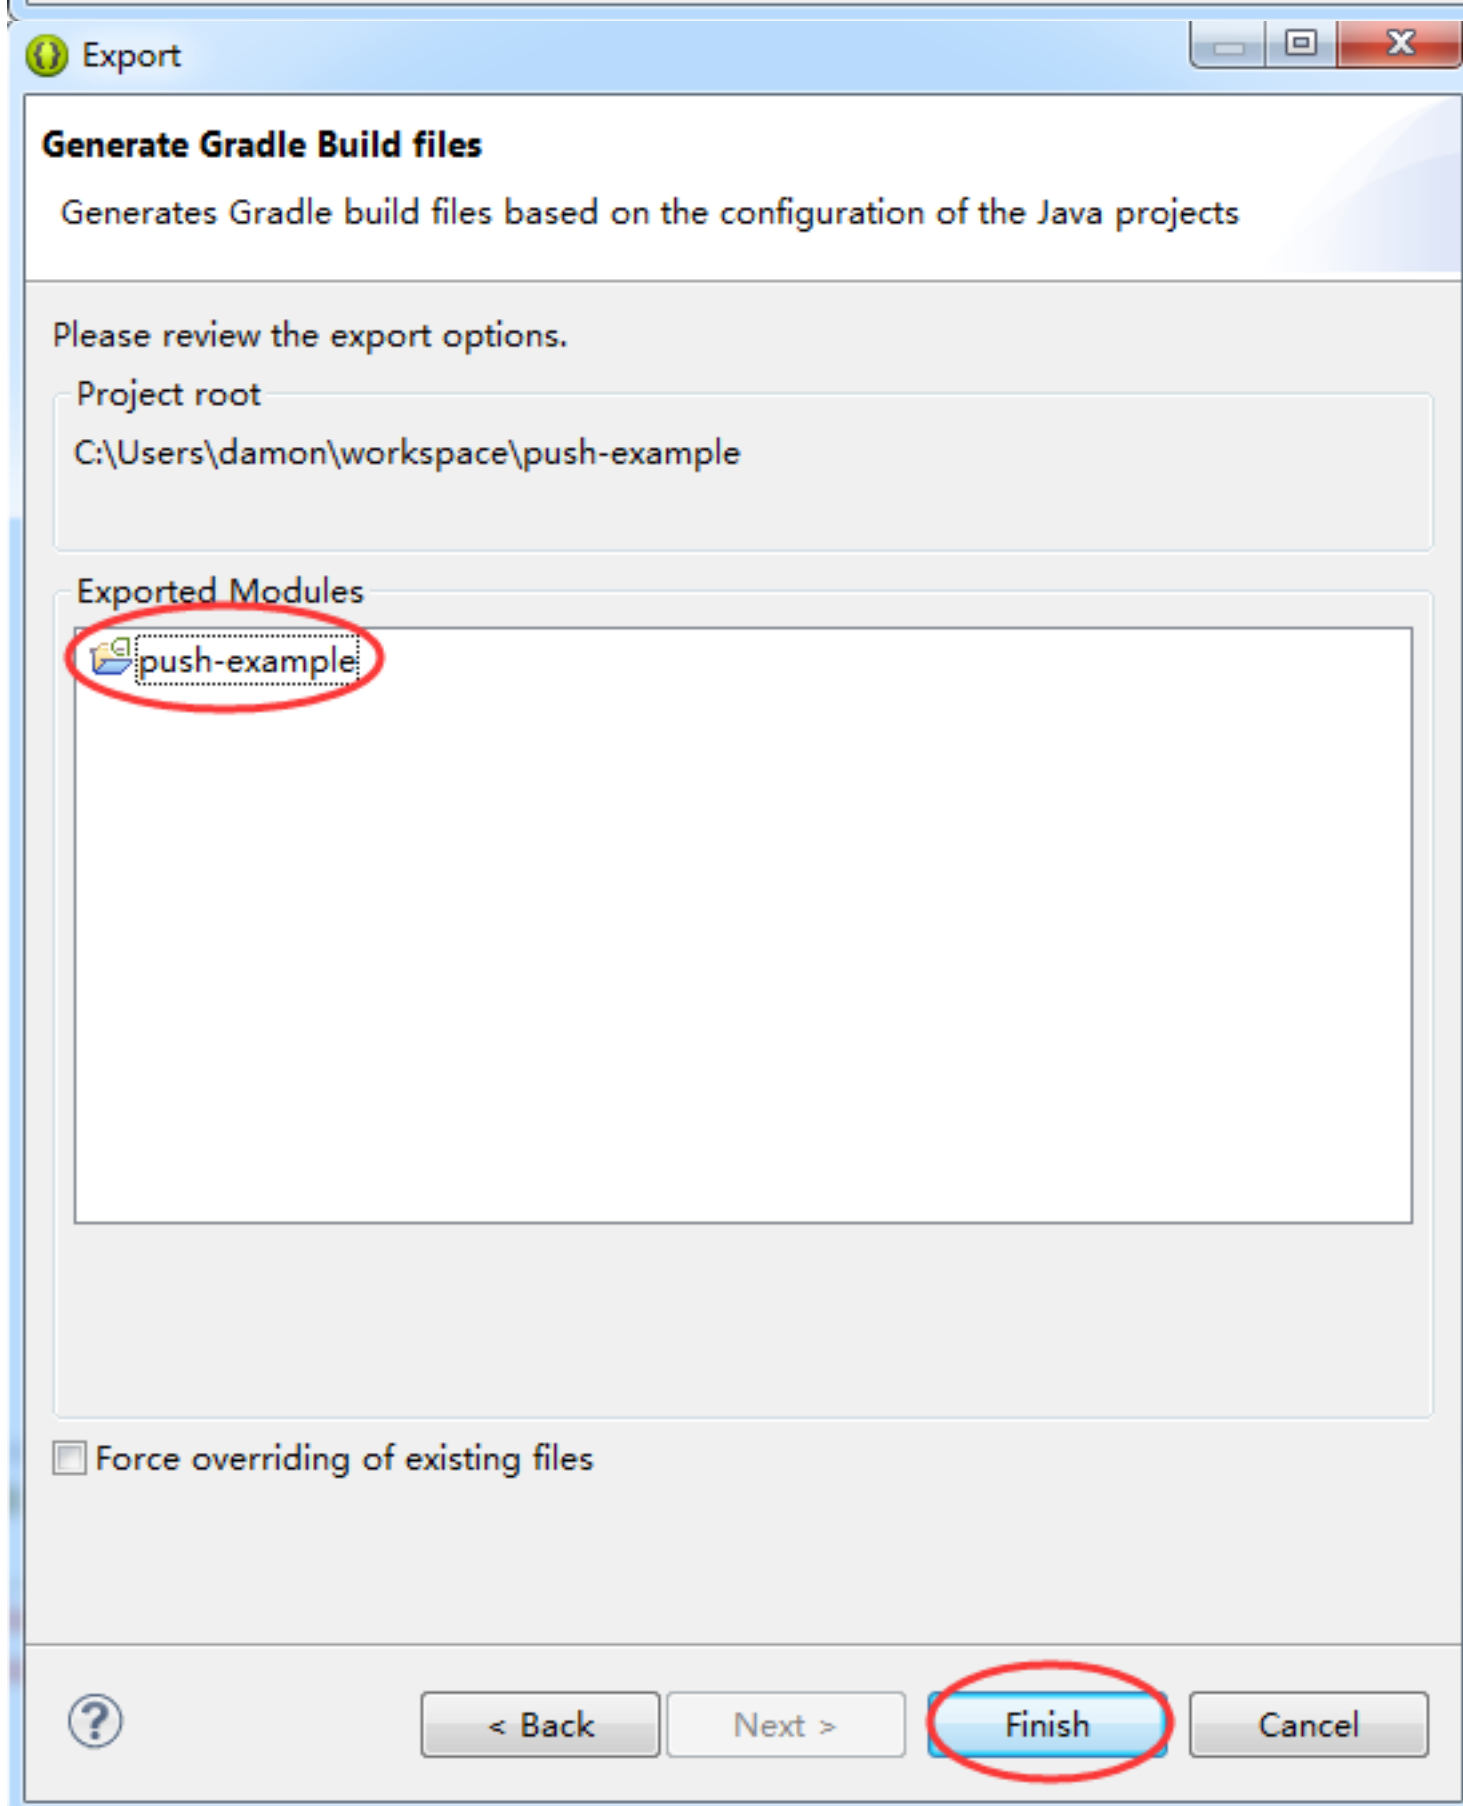 Export
Generate Gradle Build files
Generates Gradle build files based on the configuration of the Java projects
Please review the export options.
Project root
C:\Users\damon\workspace\push-example
Exported Modules
push-example
Force overriding of existing files
< Back
Next >
Finish
Cancel